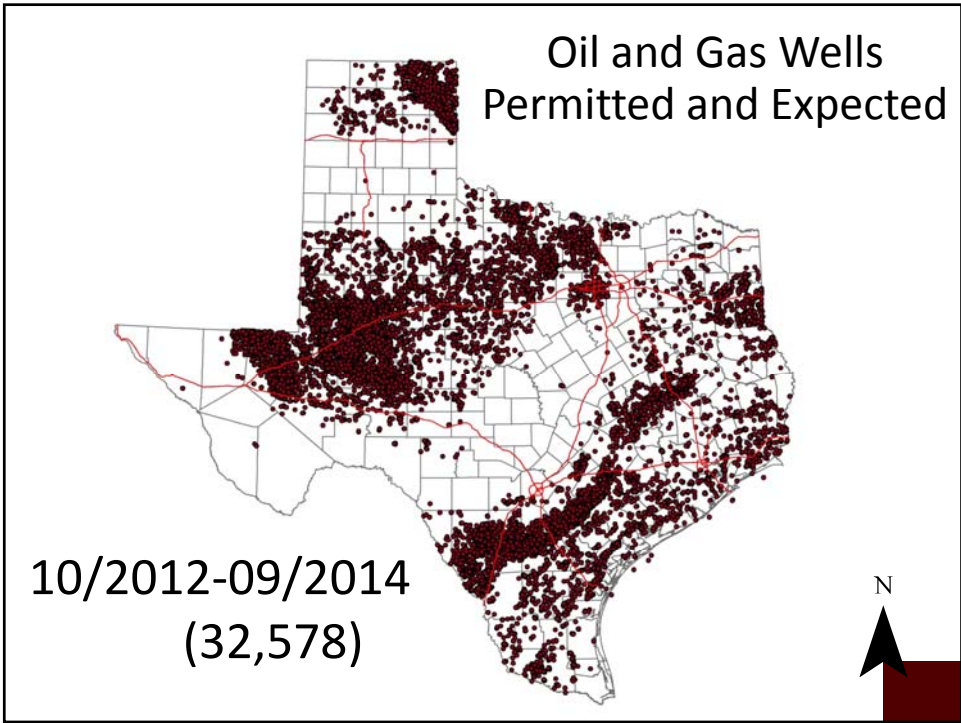 Oil and Gas Wells
Permitted and Expected
10/2012-09/2014
(32,578)
N